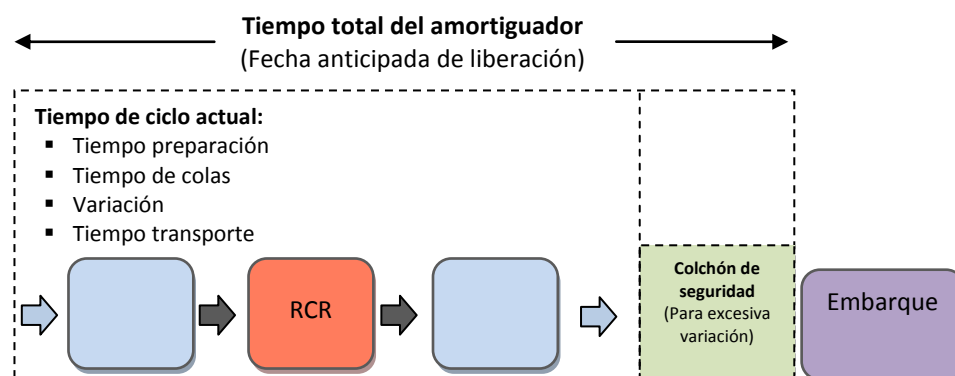 Tiempo total del amortiguador
(Fecha anticipada de liberación)
Tiempo de ciclo actual:
▪ Tiempo preparación
▪ Tiempo de colas
▪ Variación
▪ Tiempo transporte
RCR
Colchón de
seguridad
(Para excesiva
variación)
Embarque